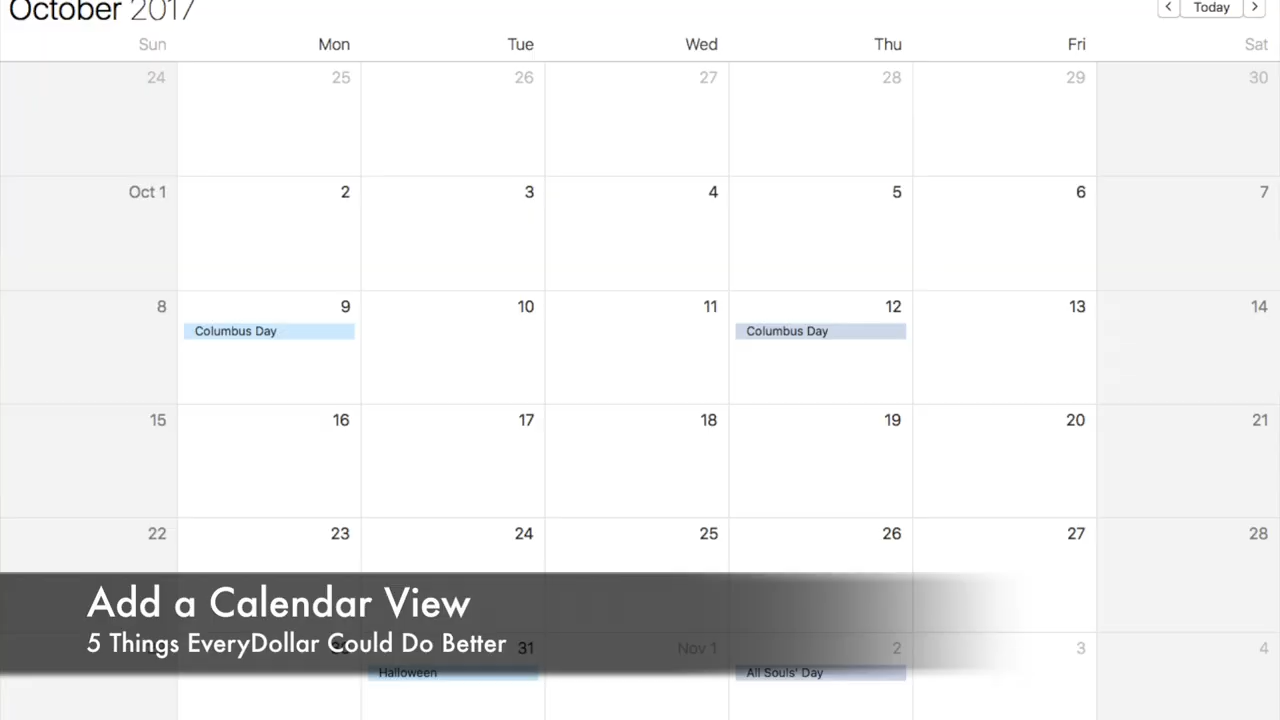 October 2017
< Today >
Sun Mon Tue Wed Thu Fri Sat
24 25 26 27 28 29 30
Oct 1 2 3 4 5 6 7
8 9 10 11 12 13 14
Columbus Day Columbus Day
15 16 17 18 19 20 21
22 23 24 25 26 27 28
Add a Calendar View
5 Things EveryDollar Could Do Better
31 Nov 1 2 3 4
Halloween All Souls' Day